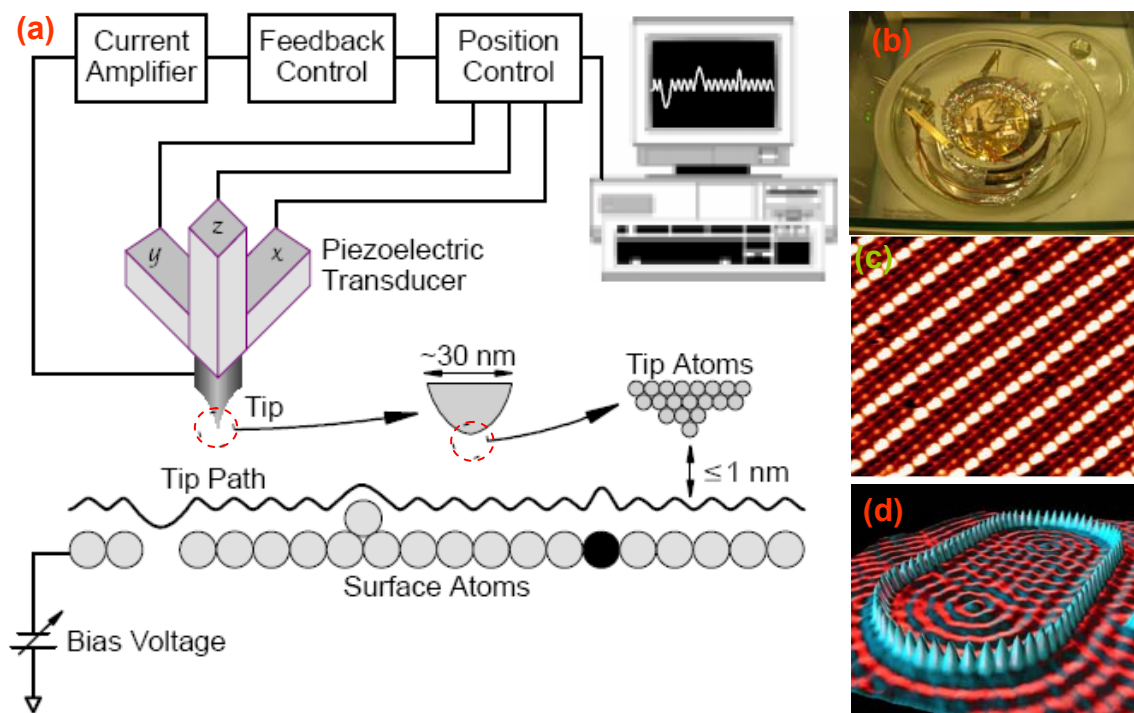 (a)
Current
Amplifier
Feedback
Control
Position
Control
(b)
y
z
x
Piezoelectric
Transducer
(c)
~30 nm
Tip Atoms
Tip
≤1 nm
Tip Path
(d)
Surface Atoms
Bias Voltage